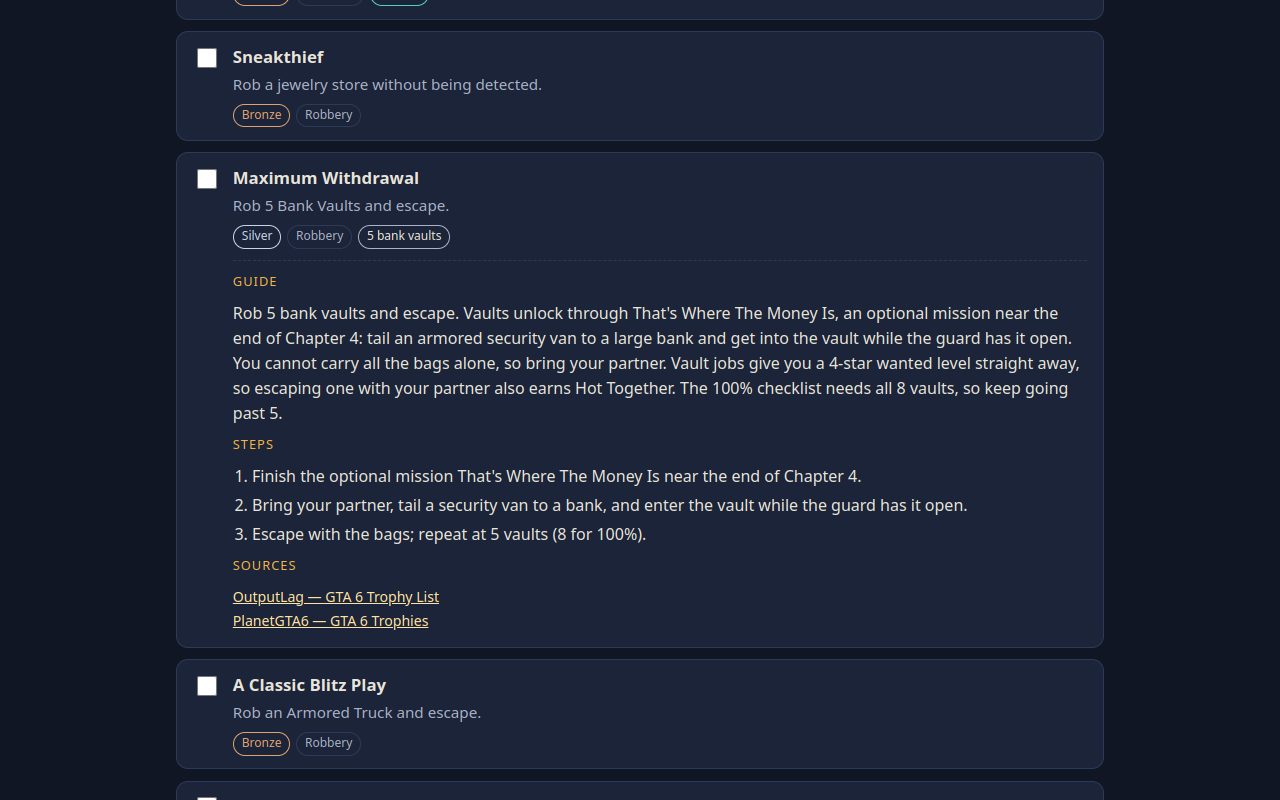 Sneakthief
Rob a jewelry store without being detected.
Bronze Robbery
Maximum Withdrawal
Rob 5 Bank Vaults and escape.
Silver Robbery 5 bank vaults
GUIDE
Rob 5 bank vaults and escape. Vaults unlock through That's Where The Money Is, an optional mission near the
end of Chapter 4: tail an armored security van to a large bank and get into the vault while the guard has it open.
You cannot carry all the bags alone, so bring your partner. Vault jobs give you a 4-star wanted level straight away,
so escaping one with your partner also earns Hot Together. The 100% checklist needs all 8 vaults, so keep going
past 5.
STEPS
1. Finish the optional mission That's Where The Money Is near the end of Chapter 4.
2. Bring your partner, tail a security van to a bank, and enter the vault while the guard has it open.
3. Escape with the bags; repeat at 5 vaults (8 for 100%).
SOURCES
OutputLag — GTA 6 Trophy List
PlanetGTA6 — GTA 6 Trophies
A Classic Blitz Play
Rob an Armored Truck and escape.
Bronze Robbery